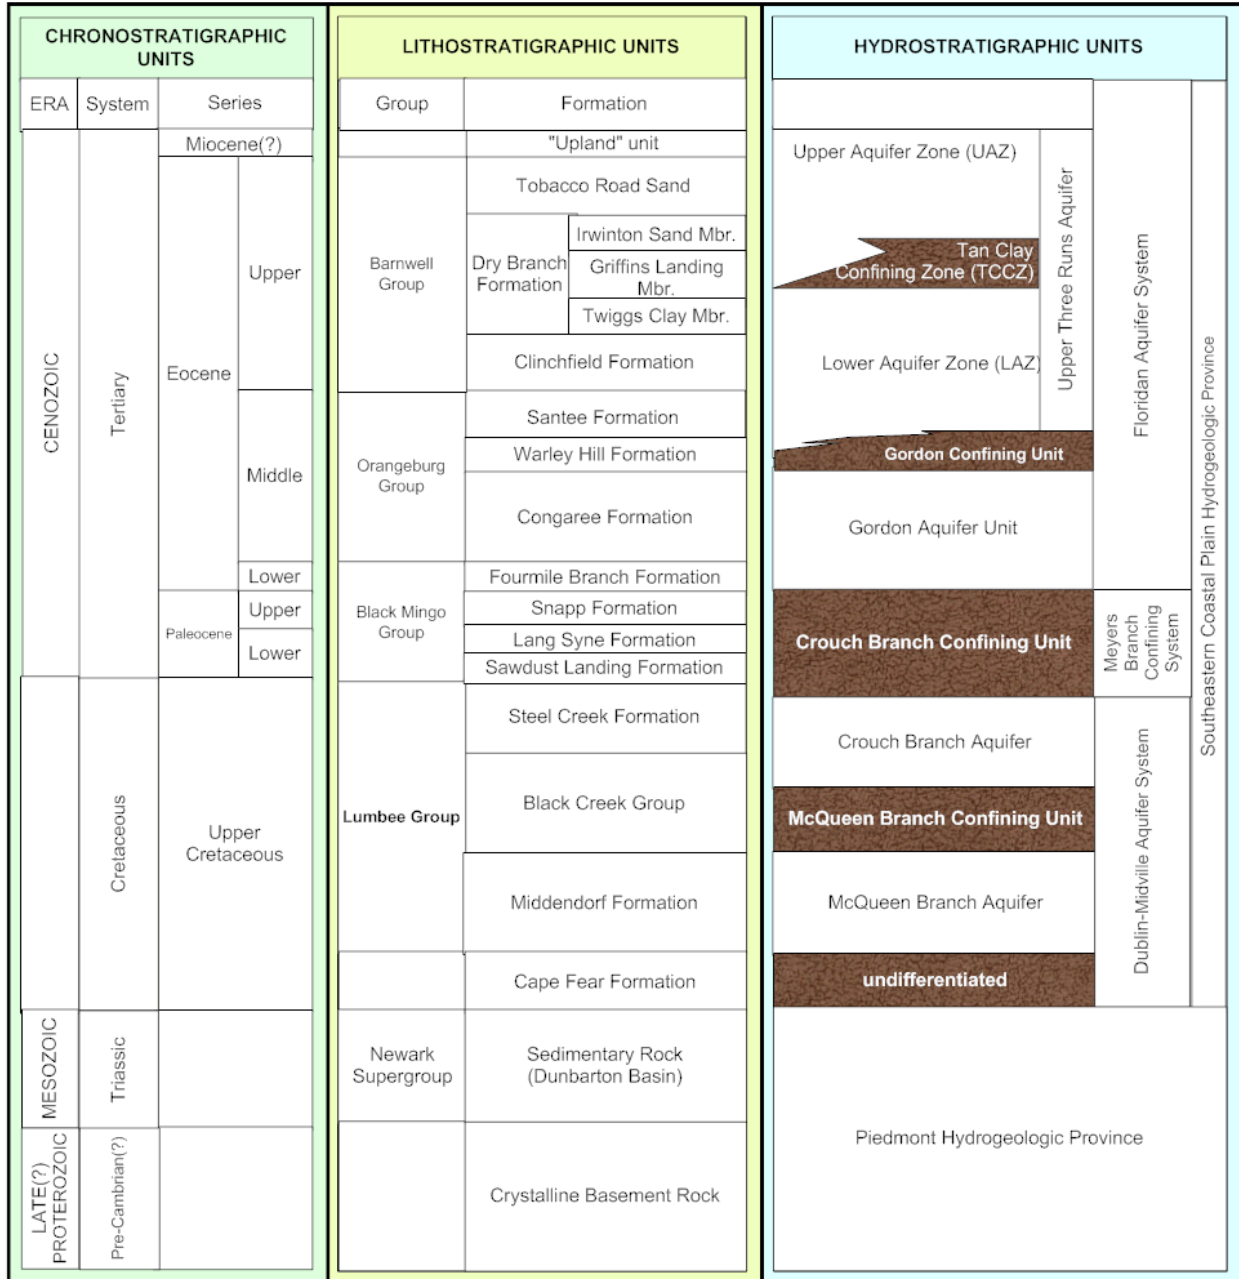 CHRONOSTRATIGRAPHIC
UNITS
ERA
System
Series
CENOZOIC
Tertiary
Miocene(?)
Eocene
Upper
Middle
Lower
Paleocene
Upper
Lower
Cretaceous
Upper
Cretaceous
MESOZOIC
Triassic
LATE(?)
PROTEROZOIC
Pre-Cambrian(?)
LITHOSTRATIGRAPHIC UNITS
Group
Formation
"Upland" unit
Barnwell
Group
Tobacco Road Sand
Dry Branch
Formation
Irwinton Sand Mbr.
Griffins Landing
Mbr.
Twiggs Clay Mbr.
Clinchfield Formation
Orangeburg
Group
Santee Formation
Warley Hill Formation
Congaree Formation
Black Mingo
Group
Fourmile Branch Formation
Snapp Formation
Lang Syne Formation
Sawdust Landing Formation
Lumbee Group
Steel Creek Formation
Black Creek Group
Middendorf Formation
Cape Fear Formation
Newark
Supergroup
Sedimentary Rock
(Dunbarton Basin)
Crystalline Basement Rock
HYDROSTRATIGRAPHIC UNITS
Upper Aquifer Zone (UAZ)
Tan Clay
Confining Zone (TCCZ)
Lower Aquifer Zone (LAZ)
Upper Three Runs Aquifer
Gordon Confining Unit
Gordon Aquifer Unit
Floridan Aquifer System
Crouch Branch Confining Unit
Meyers
Branch
Confining
System
Crouch Branch Aquifer
McQueen Branch Confining Unit
McQueen Branch Aquifer
undifferentiated
Dublin-Midville Aquifer System
Southeastern Coastal Plain Hydrogeologic Province
Piedmont Hydrogeologic Province